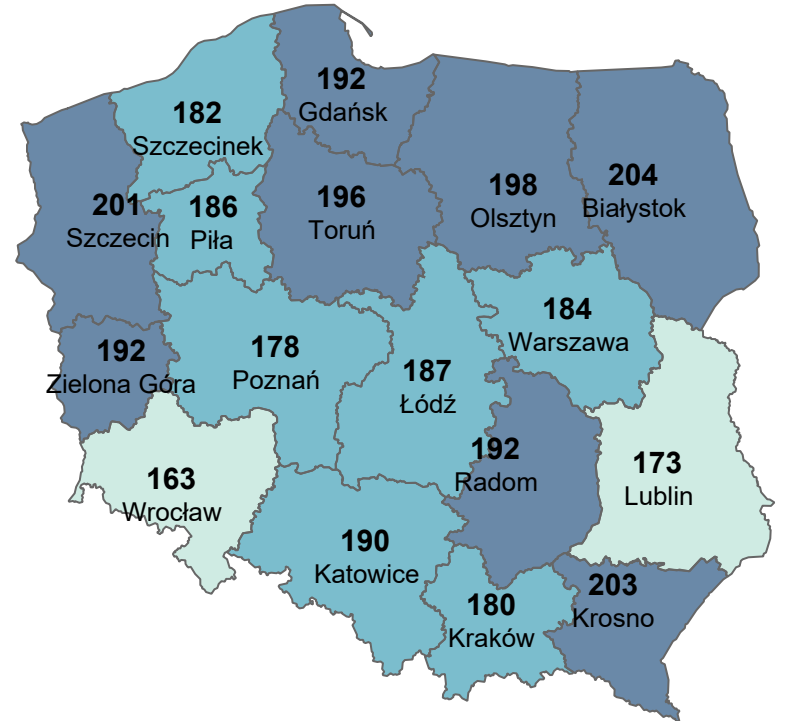 192
Gdańsk
182
Szczecinek
204
Białystok
198
Olsztyn
196
Toruń
201
Szczecin
186
Piła
184
Warszawa
192
Zielona Góra
178
Poznań
187
Łódź
192
Radom
173
Lublin
163
Wrocław
190
Katowice
203
Krosno
180
Kraków